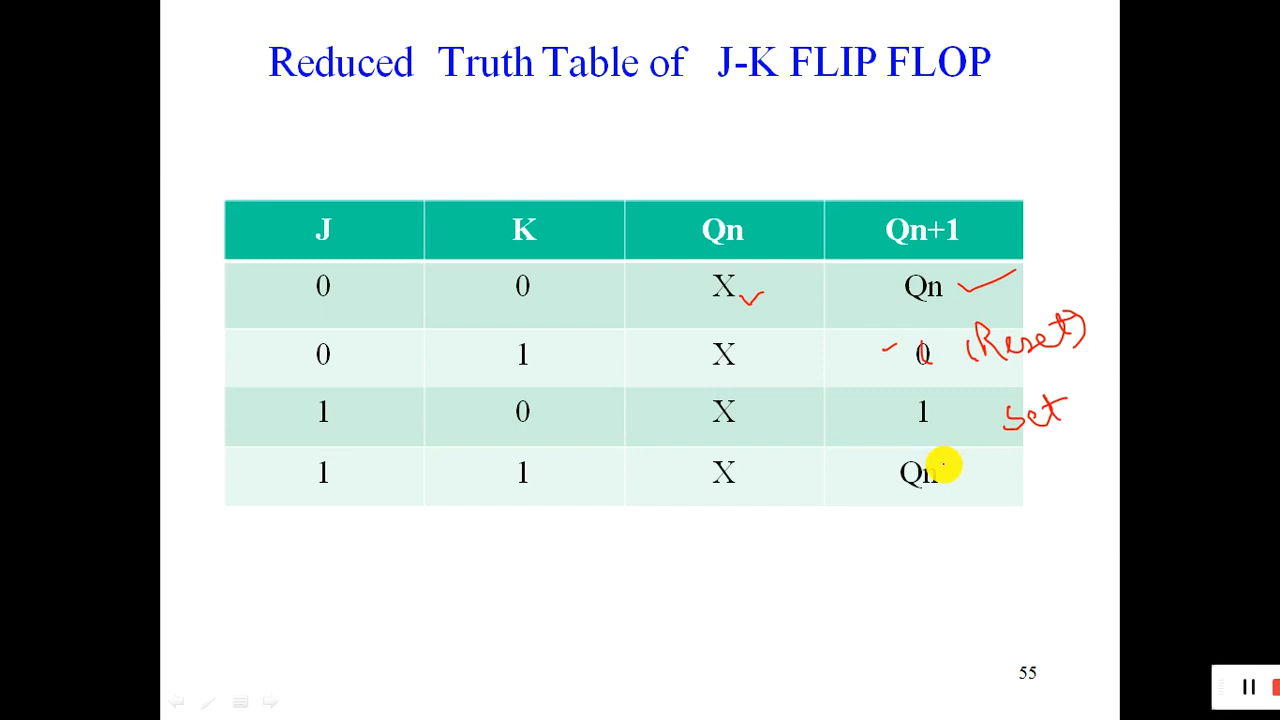 Reduced Truth Table of J-K FLIP FLOP
J K Qn Qn+1
0 0 X Qn
0 1 X 0 (Reset)
1 0 X 1 set
1 1 X Qn
55